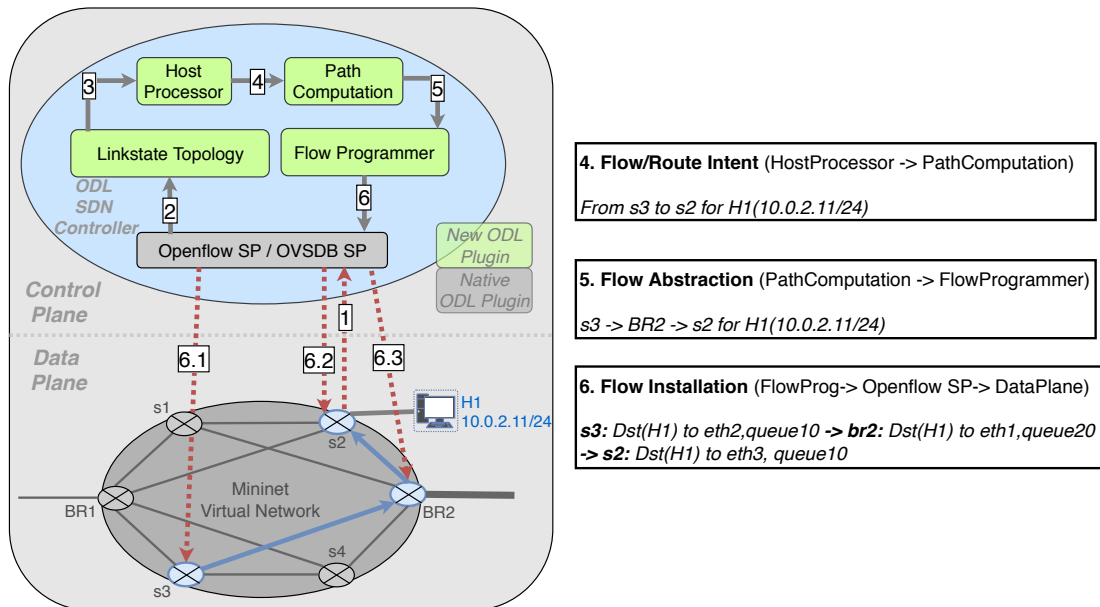 3
Host
Processor
4
Path
Computation
5
Linkstate Topology
Flow Programmer
ODL
SDN
Controller
2
6
Openflow SP / OVSDB SP
New ODL
Plugin
Native
ODL Plugin
Control
Plane
1
Data
Plane
6.1
6.2
6.3
H1
10.0.2.11/24
s1
s2
Mininet
Virtual Network
BR1
BR2
s3
s4
4. Flow/Route Intent (HostProcessor -> PathComputation)
From s3 to s2 for H1(10.0.2.11/24)
5. Flow Abstraction (PathComputation -> FlowProgrammer)
s3 -> BR2 -> s2 for H1(10.0.2.11/24)
6. Flow Installation (FlowProg-> Openflow SP-> DataPlane)
s3: Dst(H1) to eth2,queue10 -> br2: Dst(H1) to eth1,queue20
-> s2: Dst(H1) to eth3, queue10